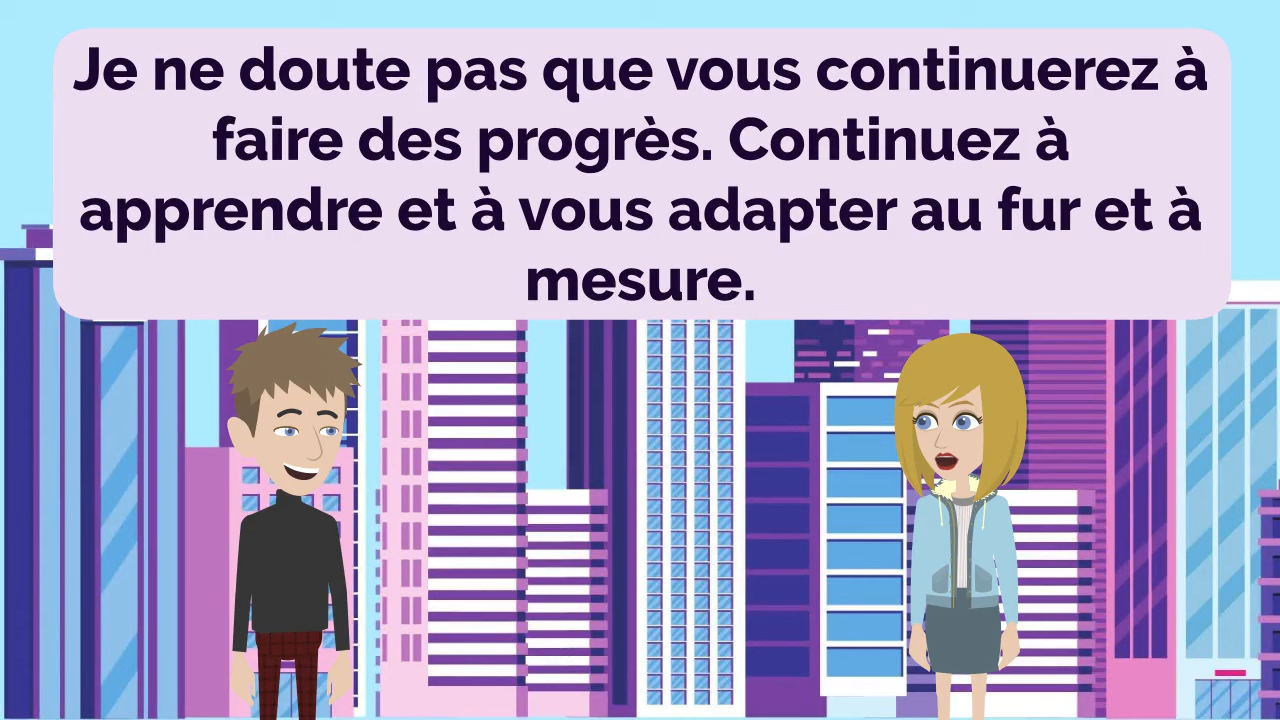 Je ne doute pas que vous continuerez à
faire des progrès. Continuez à
apprendre et à vous adapter au fur et à
mesure.